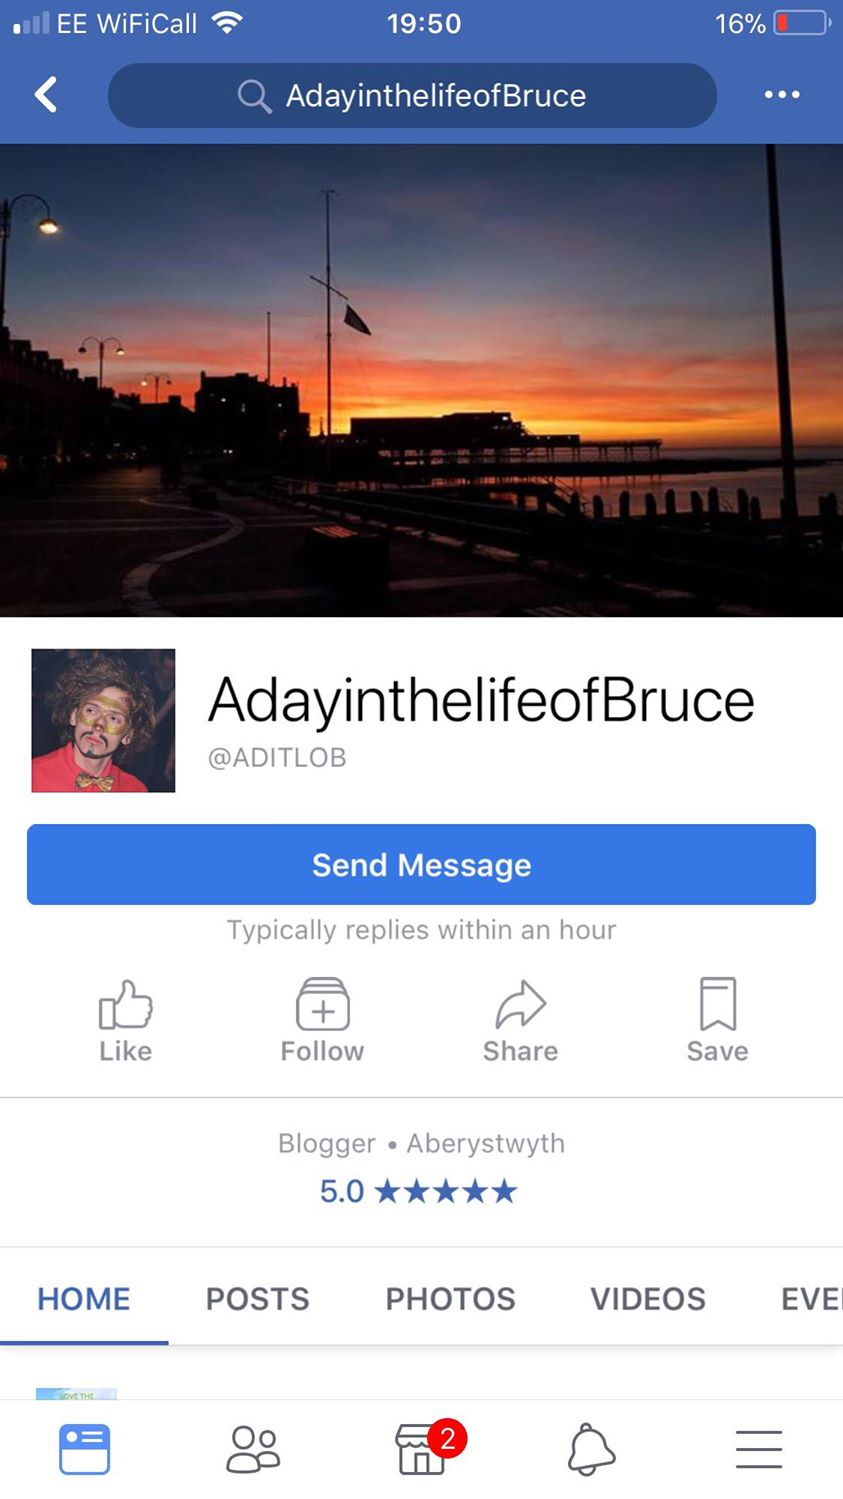 EE WiFiCall 19:50 16%
AdayinthelifeofBruce
AdayinthelifeofBruce
@ADITLOB
Send Message
Typically replies within an hour
Like Follow Share Save
Blogger • Aberystwyth
5.0 ★★★★★
HOME POSTS PHOTOS VIDEOS EVE
LOVE THE
2